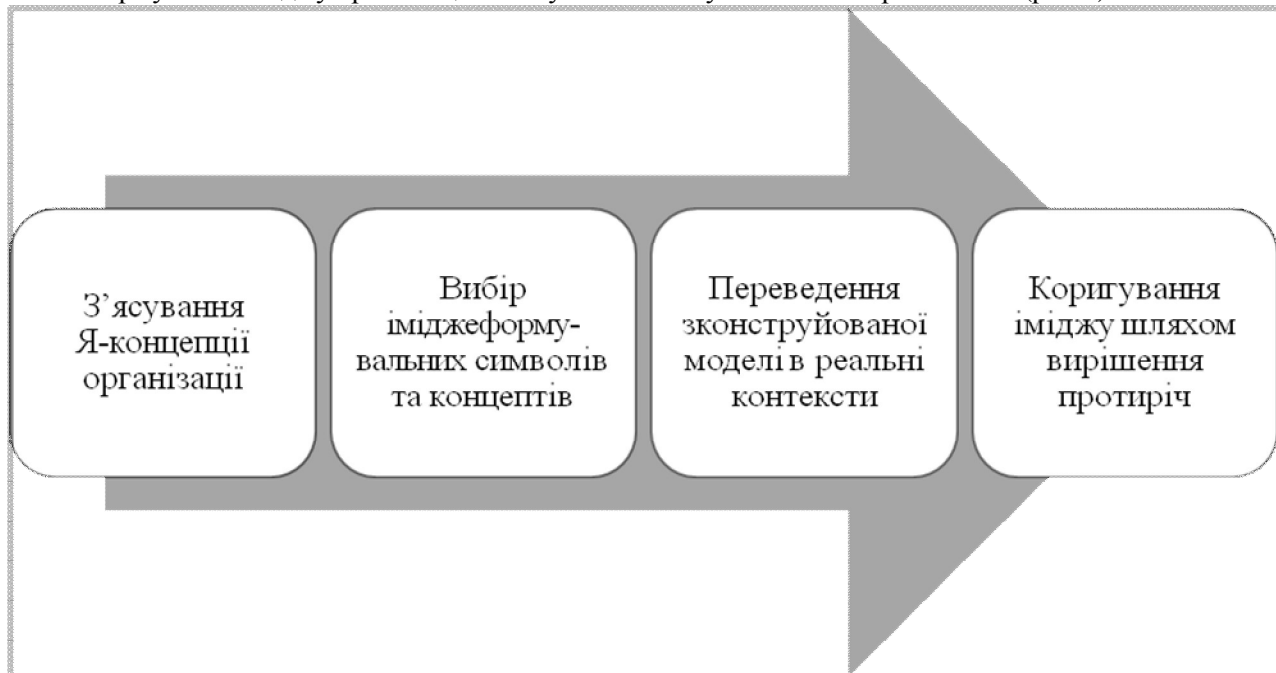 З’ясування
Я-концепції
організації
Вибір
іміджеформу-
вальних символів
та концептів
Переведення
зконструйованої
моделі в реальні
контексти
Коригування
іміджу шляхом
вирішення
протиріч